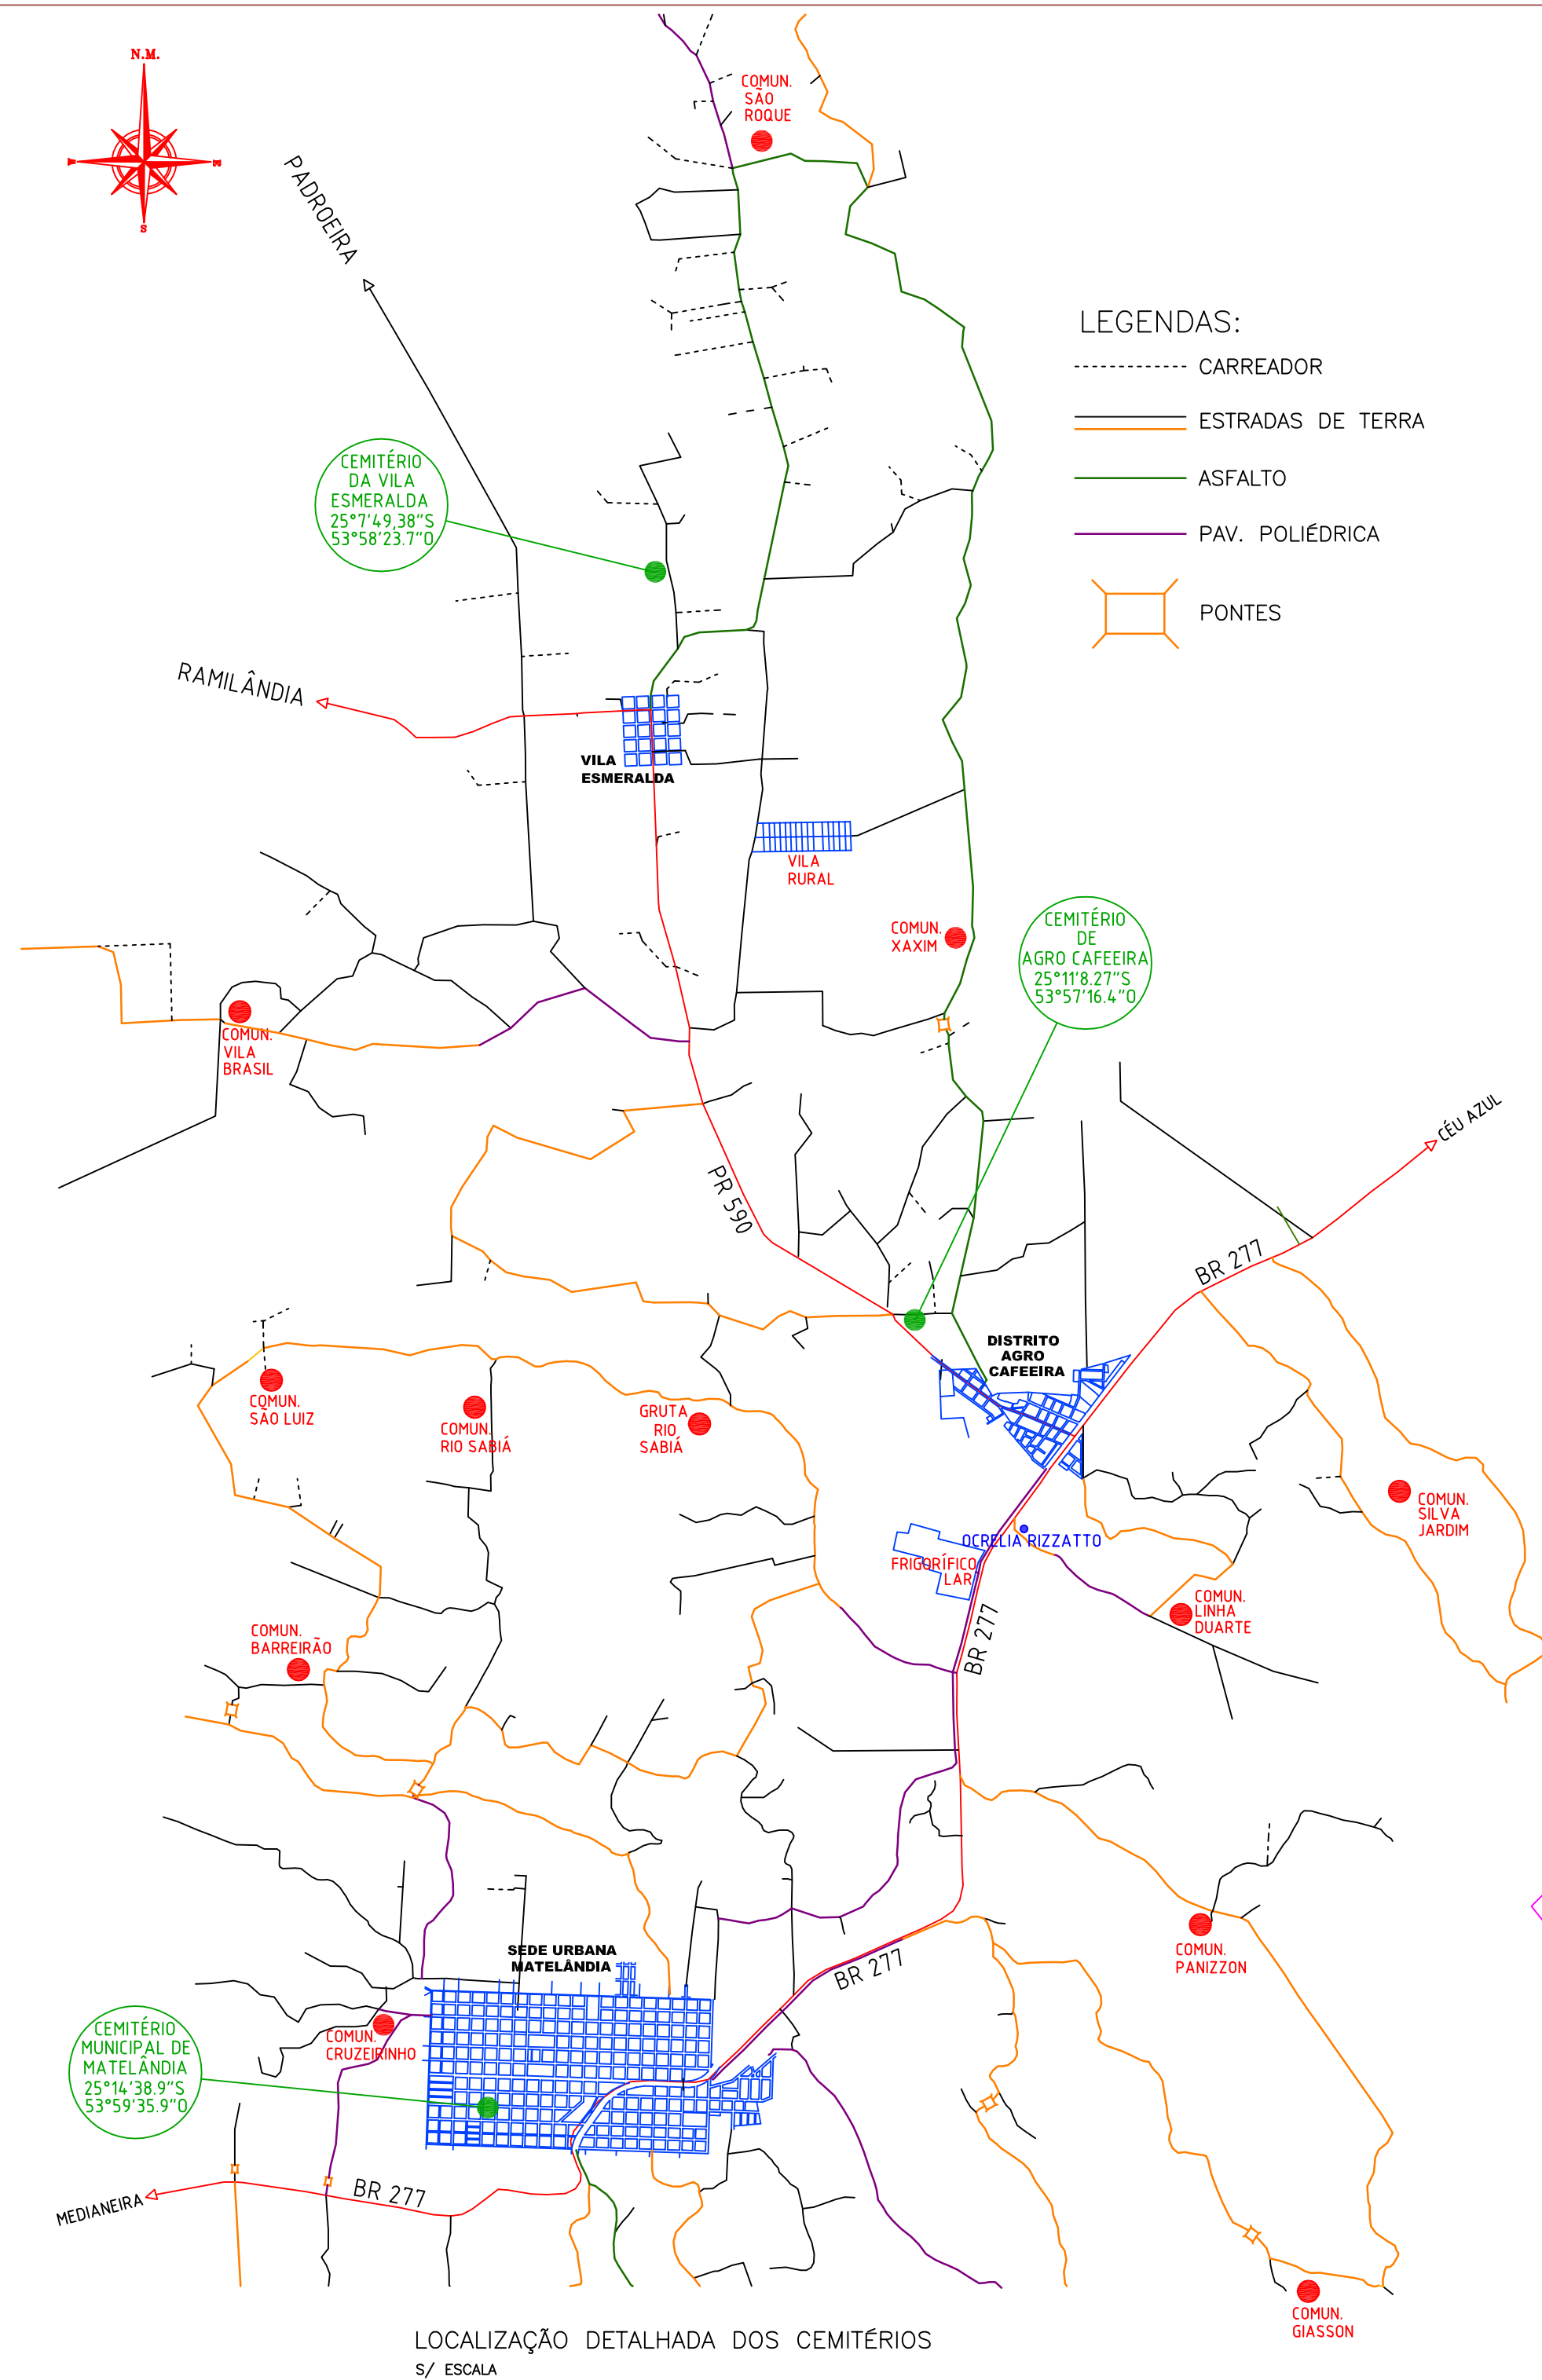 N.M.
S
COMUN.
SÃO
ROQUE
PADROEIRA
LEGENDAS:
CARREADOR
ESTRADAS DE TERRA
ASFALTO
PAV. POLIÉDRICA
PONTES
CEMITÉRIO
DA VILA
ESMERALDA
25°7'49,38"S
53°58'23.7"O
RAMILÂNDIA
VILA
ESMERALDA
VILA
RURAL
COMUN.
XAXIM
CEMITÉRIO
DE
AGRO CAFEEIRA
25°11'8.27"S
53°57'16.4"O
COMUN.
VILA
BRASIL
CÉU AZUL
PR 590
BR 277
DISTRITO
AGRO
CAFEEIRA
COMUN.
SÃO LUIZ
COMUN.
RIO SABIÁ
GRUTA
RIO
SABIÁ
COMUN.
SILVA
JARDIM
OCRELIA RIZZATTO
FRIGORÍFICO
LAR
COMUN.
LINHA
DUARTE
BR 277
COMUN.
BARREIRÃO
COMUN.
PANIZZON
SEDE URBANA
MATELÂNDIA
BR 277
COMUN.
CRUZEIRINHO
CEMITÉRIO
MUNICIPAL DE
MATELÂNDIA
25°14'38.9"S
53°59'35.9"O
MEDIANEIRA
BR 277
COMUN.
GIASSON
LOCALIZAÇÃO DETALHADA DOS CEMITÉRIOS
S/ ESCALA